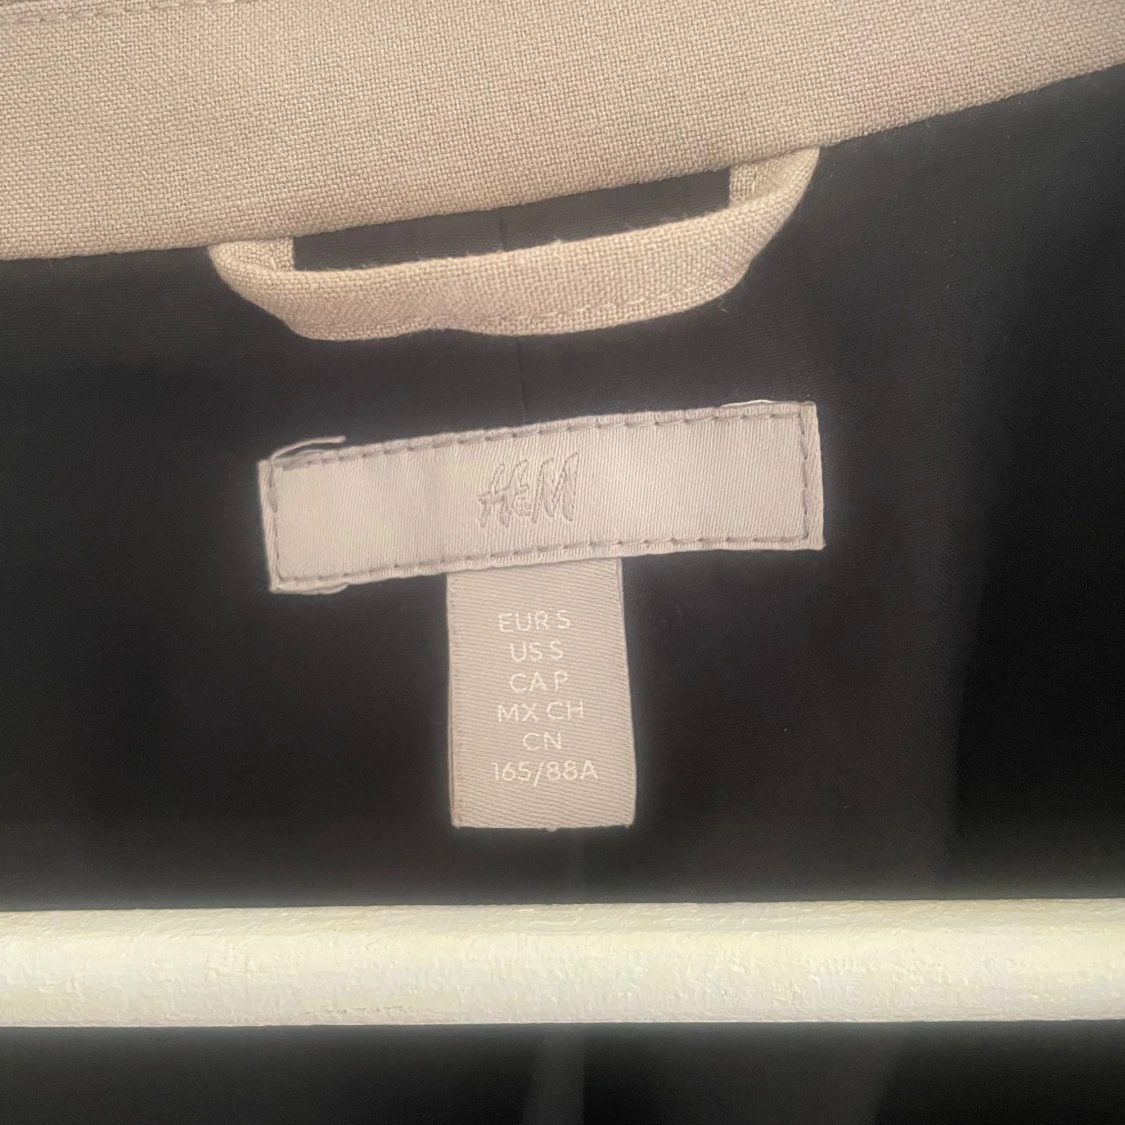 H&M
EUR S
US S
CA P
MX CH
CN
165/88A